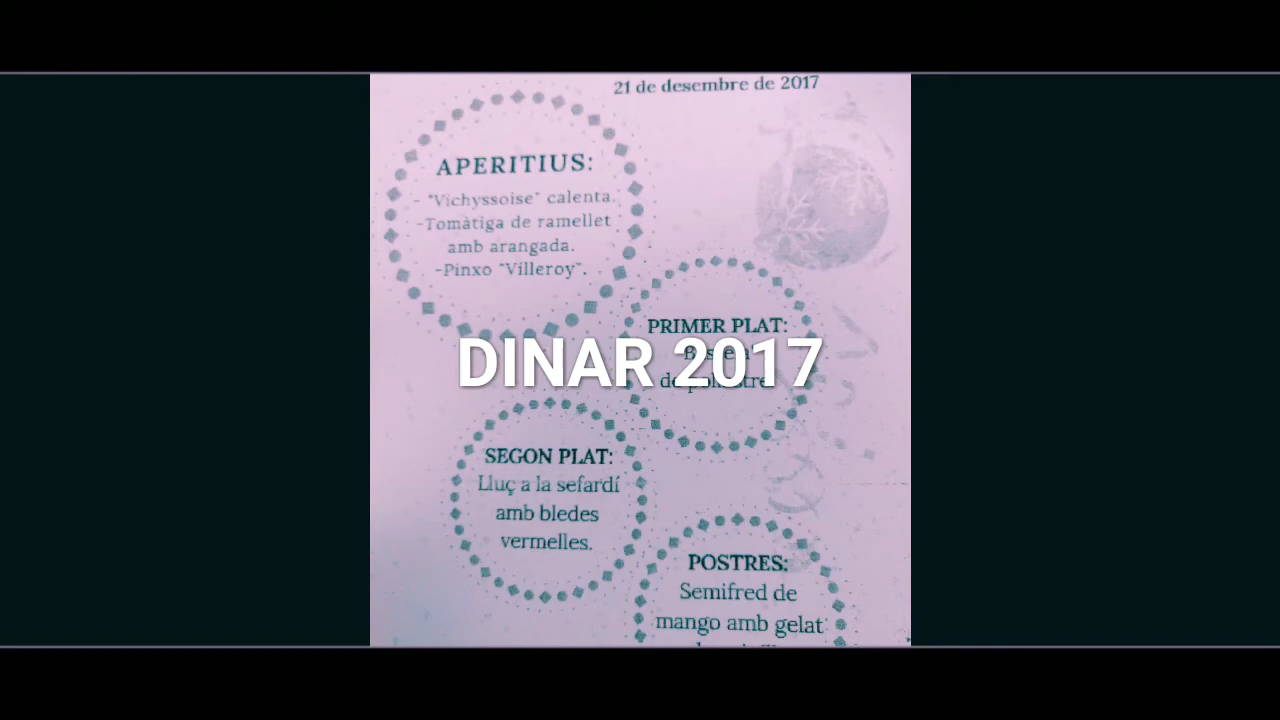 21 de desembre de 2017
APERITIUS:
- "Vichyssoise" calenta.
-Tomàtiga de ramellet
amb arangada.
-Pinxo "Villeroy".
PRIMER PLAT:
DINAR 2017
SEGON PLAT:
Lluç a la sefardí
amb bledes
vermelles.
POSTRES:
Semifred de
mango amb gelat